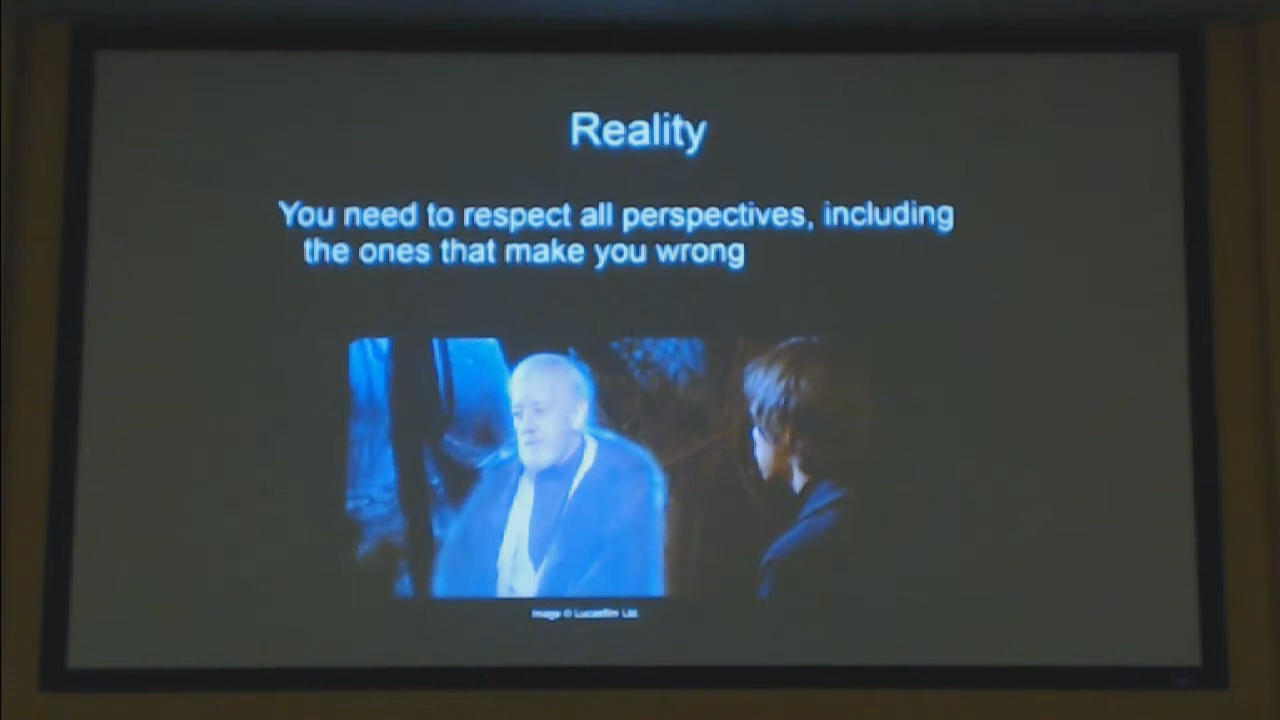 Reality
You need to respect all perspectives, including
the ones that make you wrong
Image © Lucasfilm Ltd.